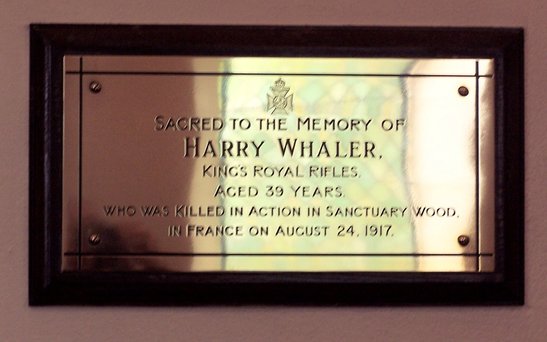 SACRED TO THE MEMORY OF
HARRY WHALER,
KING'S ROYAL RIFLES.
AGED 39 YEARS.
WHO WAS KILLED IN ACTION IN SANCTUARY WOOD,
IN FRANCE ON AUGUST 24, 1917.